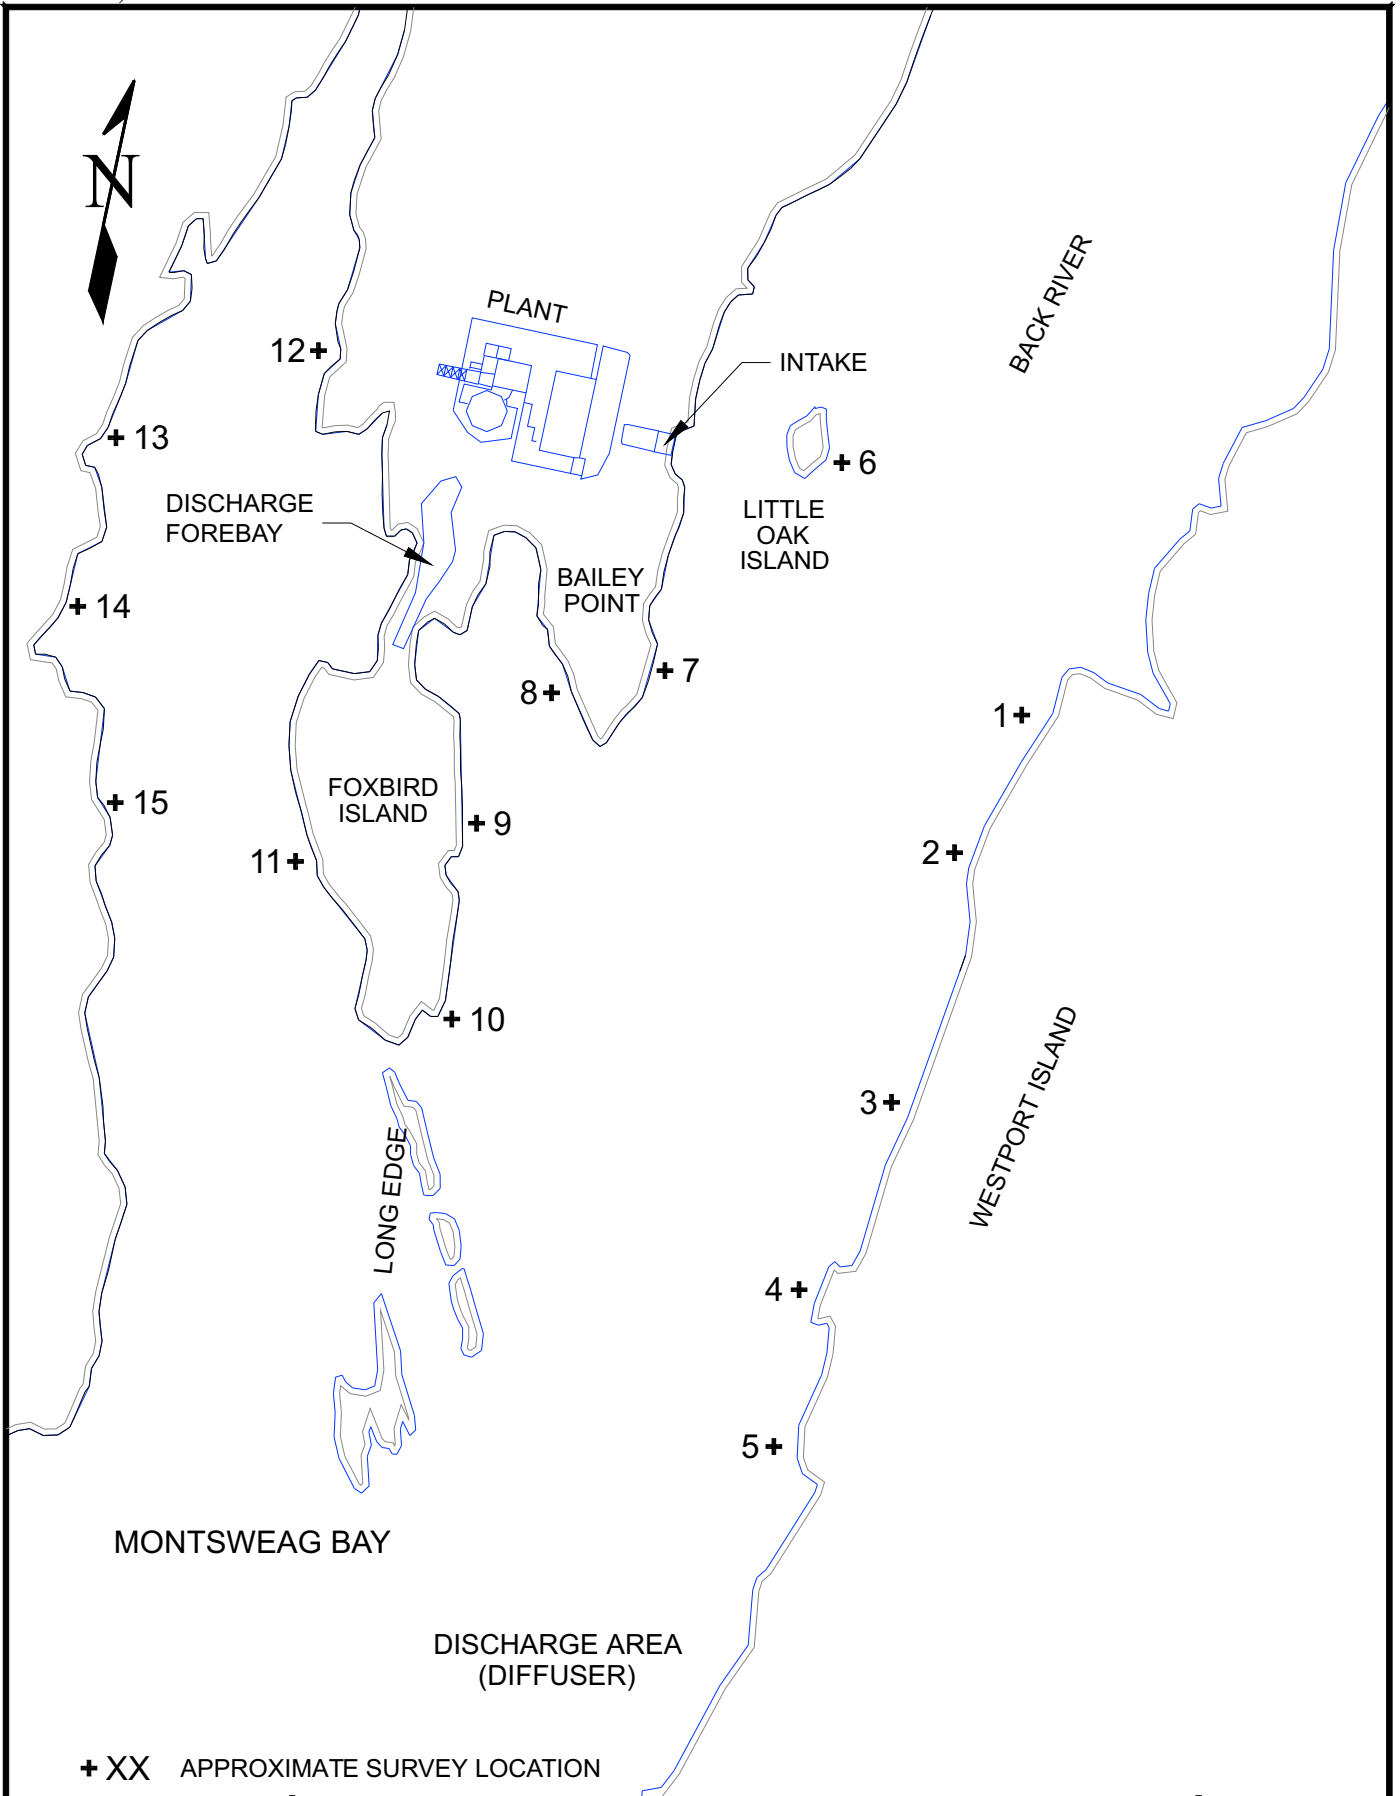 N
BACK RIVER
PLANT
12
INTAKE
13
6
DISCHARGE
FOREBAY
LITTLE
OAK
ISLAND
BAILEY
POINT
14
7
8
1
FOXBIRD
ISLAND
15
9
2
11
10
WESTPORT ISLAND
3
LONG EDGE
4
5
MONTSWEAG BAY
DISCHARGE AREA
(DIFFUSER)
XX APPROXIMATE SURVEY LOCATION